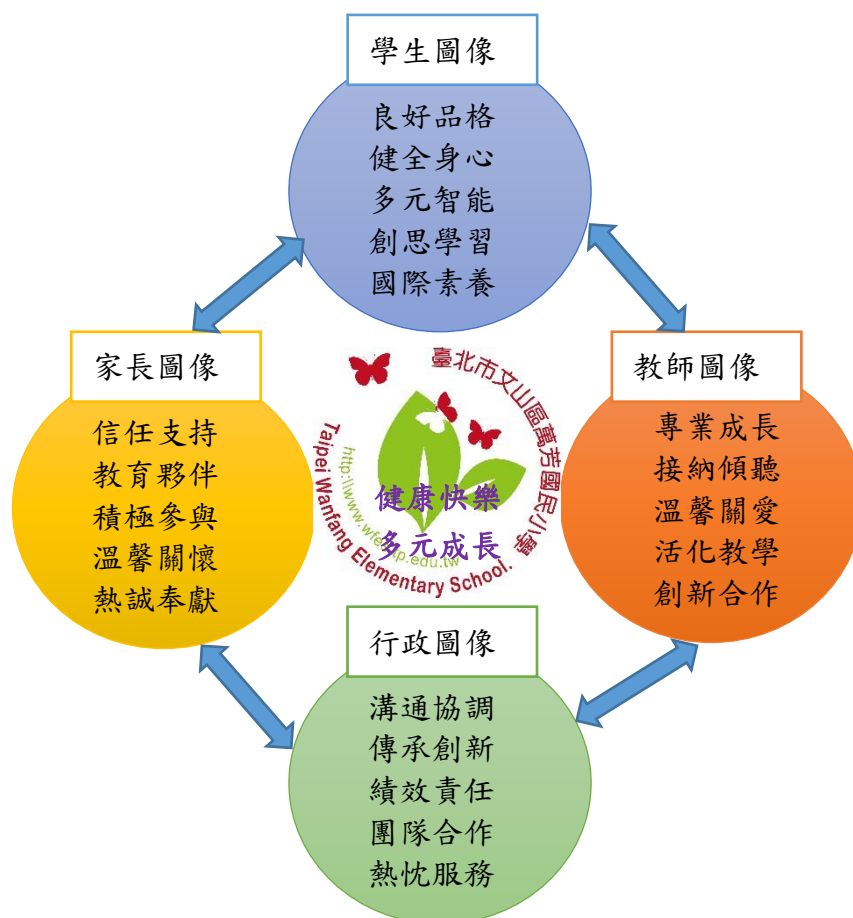 學生圖像
良好品格
健全身心
多元智能
創思學習
國際素養
家長圖像
信任支持
教育夥伴
積極參與
溫馨關懷
熱誠奉獻
臺北市文山區萬芳國民小學
Taipei Wanfang Elementary School.
健康快樂
多元成長
教師圖像
專業成長
接納傾聽
溫馨關愛
活化教學
創新合作
行政圖像
溝通協調
傳承創新
績效責任
團隊合作
熱忱服務